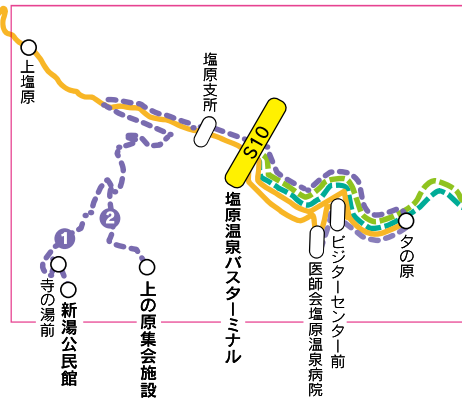 上塩原
塩原支所
S10
塩原温泉バスターミナル
1
2
寺の湯前
新湯公民館
上の原集会施設
医師会塩原温泉病院
ビジターセンター前
夕の原